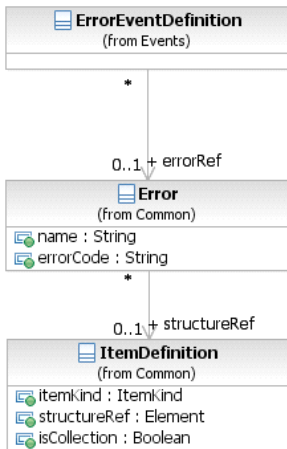 ErrorEventDefinition
(from Events)
*
0..1 + errorRef
Error
(from Common)
name : String
errorCode : String
*
0..1 + structureRef
ItemDefinition
(from Common)
itemKind : ItemKind
structureRef : Element
isCollection : Boolean